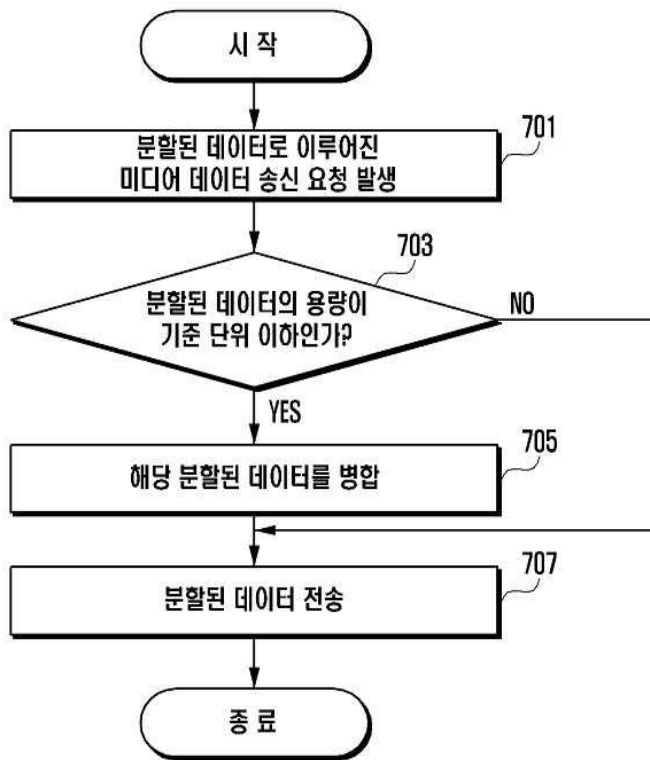 시 작
701
분할된 데이터로 이루어진
미디어 데이터 송신 요청 발생
703
분할된 데이터의 용량이
기준 단위 이하인가?
NO
YES
705
해당 분할된 데이터를 병합
707
분할된 데이터 전송
종 료